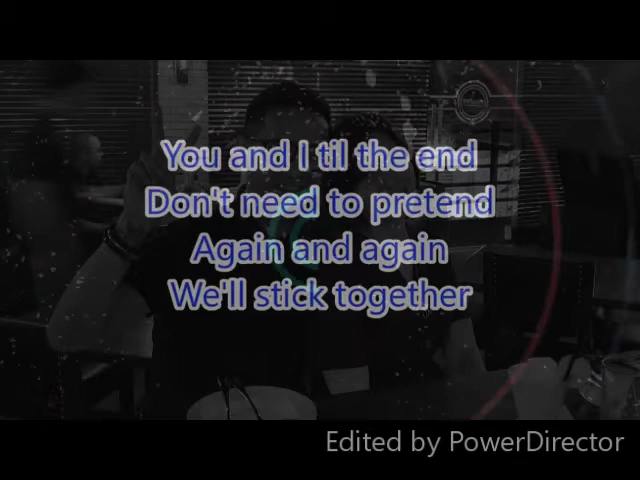 You and I til the end
Don't need to pretend
Again and again
We'll stick together
Edited by PowerDirector